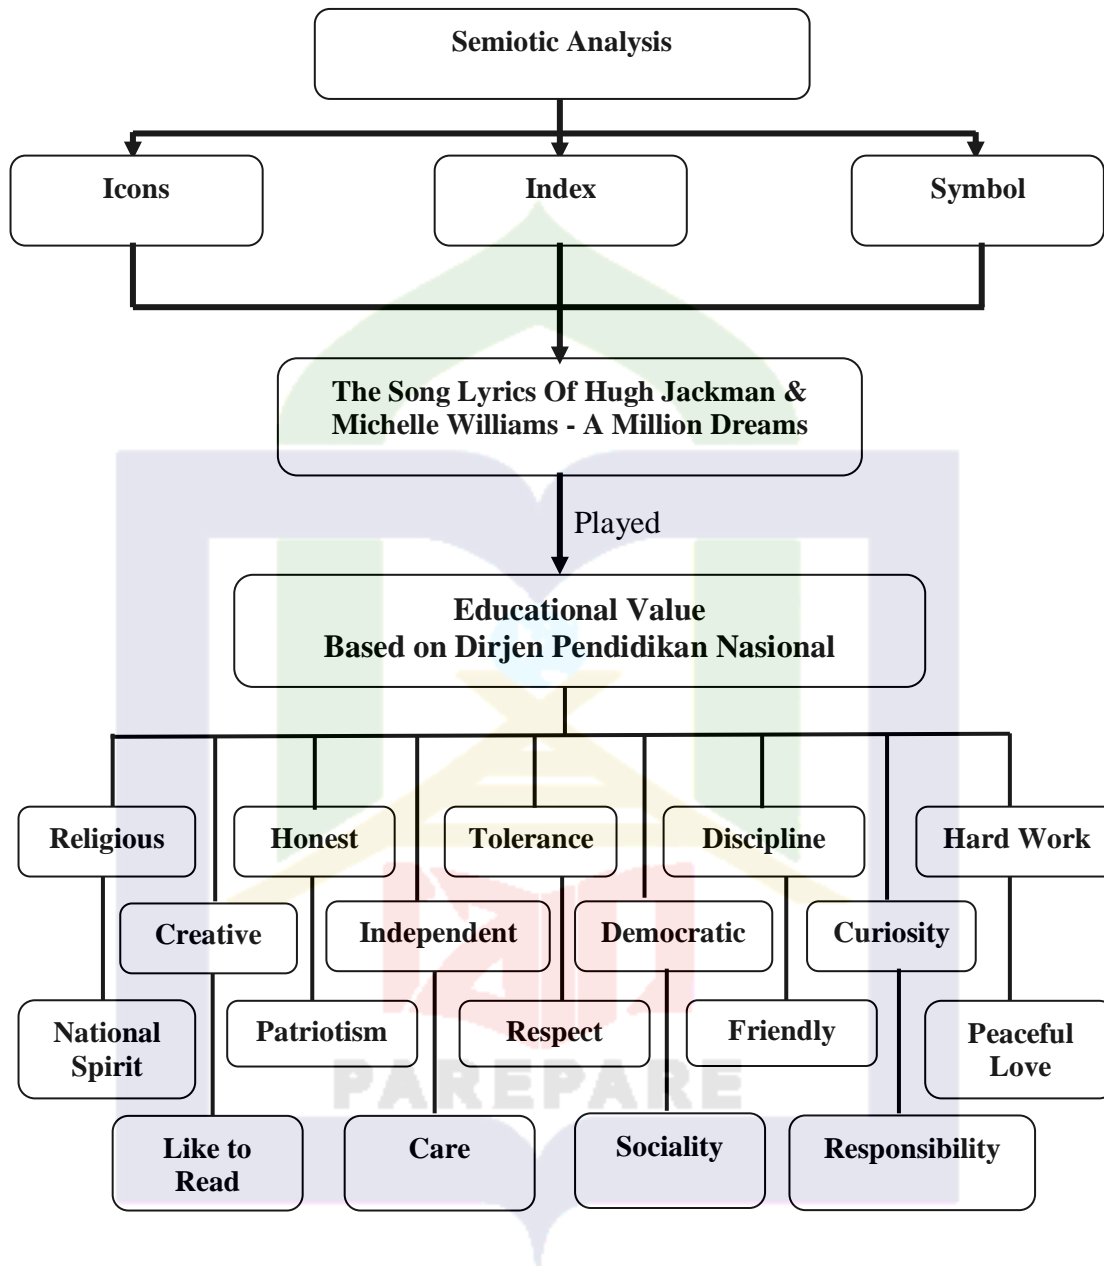 Semiotic Analysis
Icons
Index
Symbol
The Song Lyrics Of Hugh Jackman &
Michelle Williams - A Million Dreams
Played
Educational Value
Based on Dirjen Pendidikan Nasional
Religious
Honest
Tolerance
Discipline
Hard Work
Creative
Independent
Democratic
Curiosity
National
Spirit
Patriotism
Respect
Friendly
Peaceful
Love
PAREPARE
Like to
Read
Care
Sociality
Responsibility